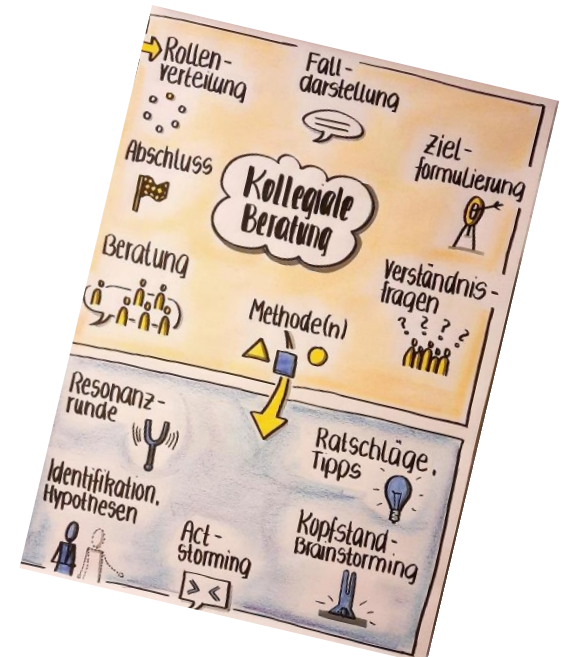 Rollen-
verteilung
Fall-
darstellung
Ziel-
formulierung
Abschluss
Kollegiale
Beratung
Beratung
Verständnis-
fragen
? ? ? ?
Methode(n)
Resonanz-
runde
Ratschläge,
Tipps
Identifikation,
Hypothesen
Act-
storming
Kopfstand-
Brainstorming